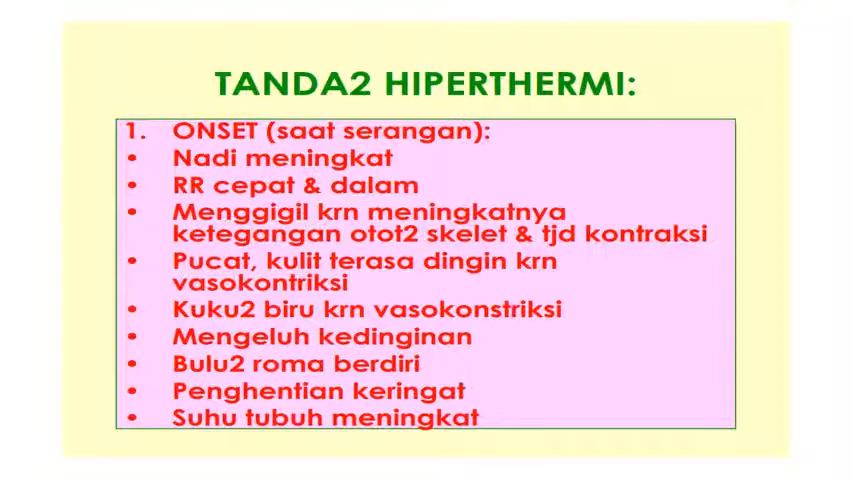 TANDA2 HIPERTHERMI:
1. ONSET (saat serangan):
• Nadi meningkat
• RR cepat & dalam
• Menggigil krn meningkatnya
ketegangan otot2 skelet & tjd kontraksi
• Pucat, kulit terasa dingin krn
vasokontriksi
• Kuku2 biru krn vasokonstriksi
• Mengeluh kedinginan
• Bulu2 roma berdiri
• Penghentian keringat
• Suhu tubuh meningkat